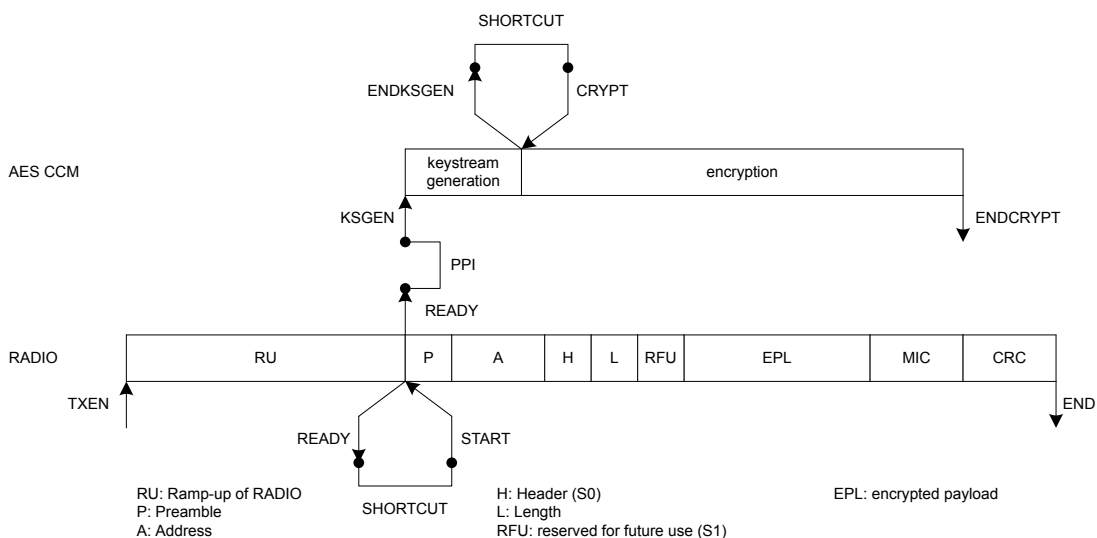 SHORTCUT
ENDKSGEN
CRYPT
AES CCM
keystream
generation
encryption
KSGEN
ENDCRYPT
PPI
READY
RADIO
RU
P
A
H
L
RFU
EPL
MIC
CRC
TXEN
END
READY
START
SHORTCUT
RU: Ramp-up of RADIO
P: Preamble
A: Address
H: Header (S0)
L: Length
RFU: reserved for future use (S1)
EPL: encrypted payload